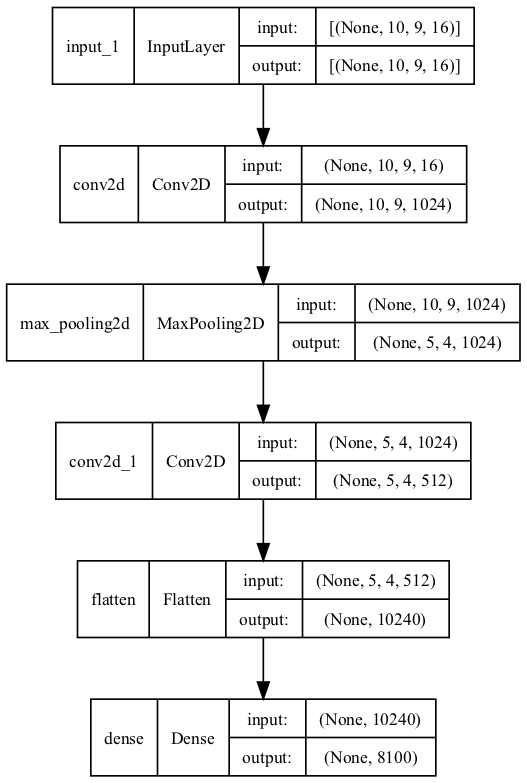 input_1 InputLayer input: [(None, 10, 9, 16)]
output: [(None, 10, 9, 16)]
conv2d Conv2D input: (None, 10, 9, 16)
output: (None, 10, 9, 1024)
max_pooling2d MaxPooling2D input: (None, 10, 9, 1024)
output: (None, 5, 4, 1024)
conv2d_1 Conv2D input: (None, 5, 4, 1024)
output: (None, 5, 4, 512)
flatten Flatten input: (None, 5, 4, 512)
output: (None, 10240)
dense Dense input: (None, 10240)
output: (None, 8100)